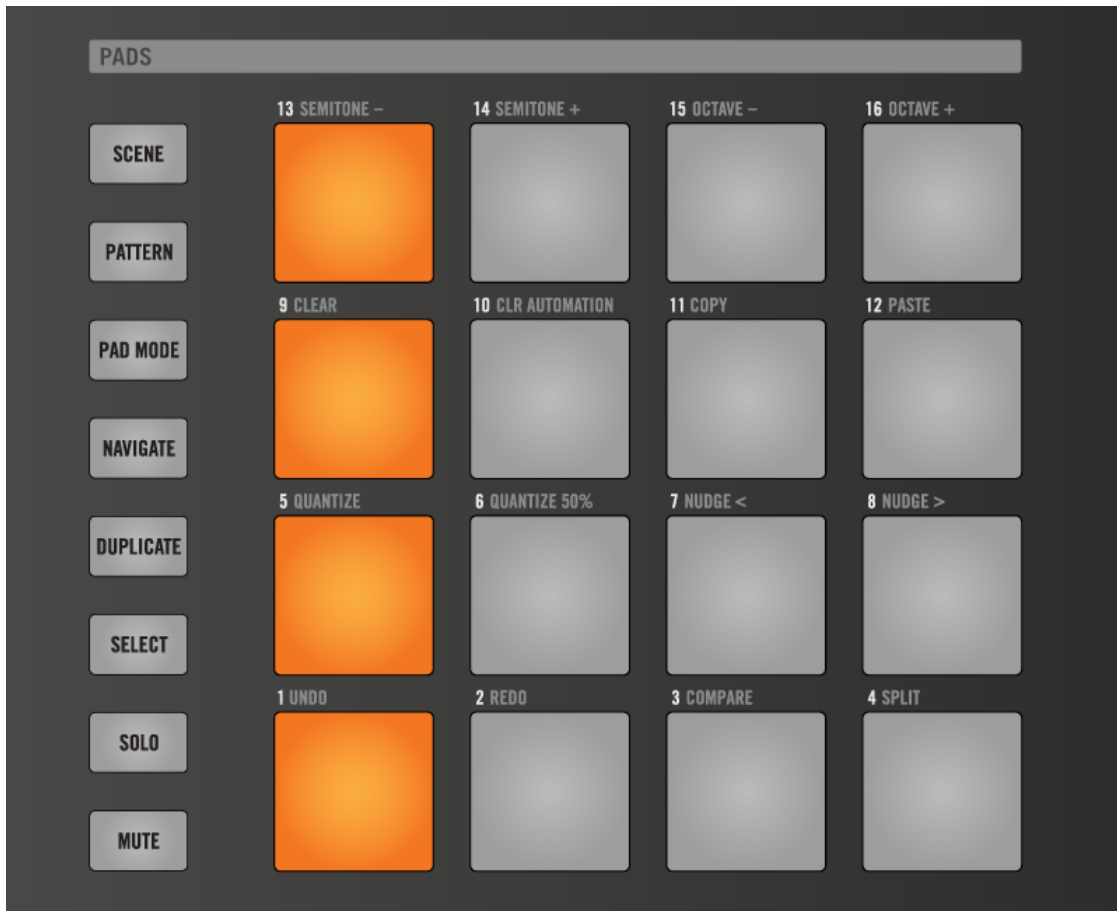 PADS
13 SEMITONE –
14 SEMITONE +
15 OCTAVE –
16 OCTAVE +
SCENE
PATTERN
9 CLEAR
10 CLR AUTOMATION
11 COPY
12 PASTE
PAD MODE
NAVIGATE
5 QUANTIZE
6 QUANTIZE 50%
7 NUDGE <
8 NUDGE >
DUPLICATE
SELECT
1 UNDO
2 REDO
3 COMPARE
4 SPLIT
SOLO
MUTE